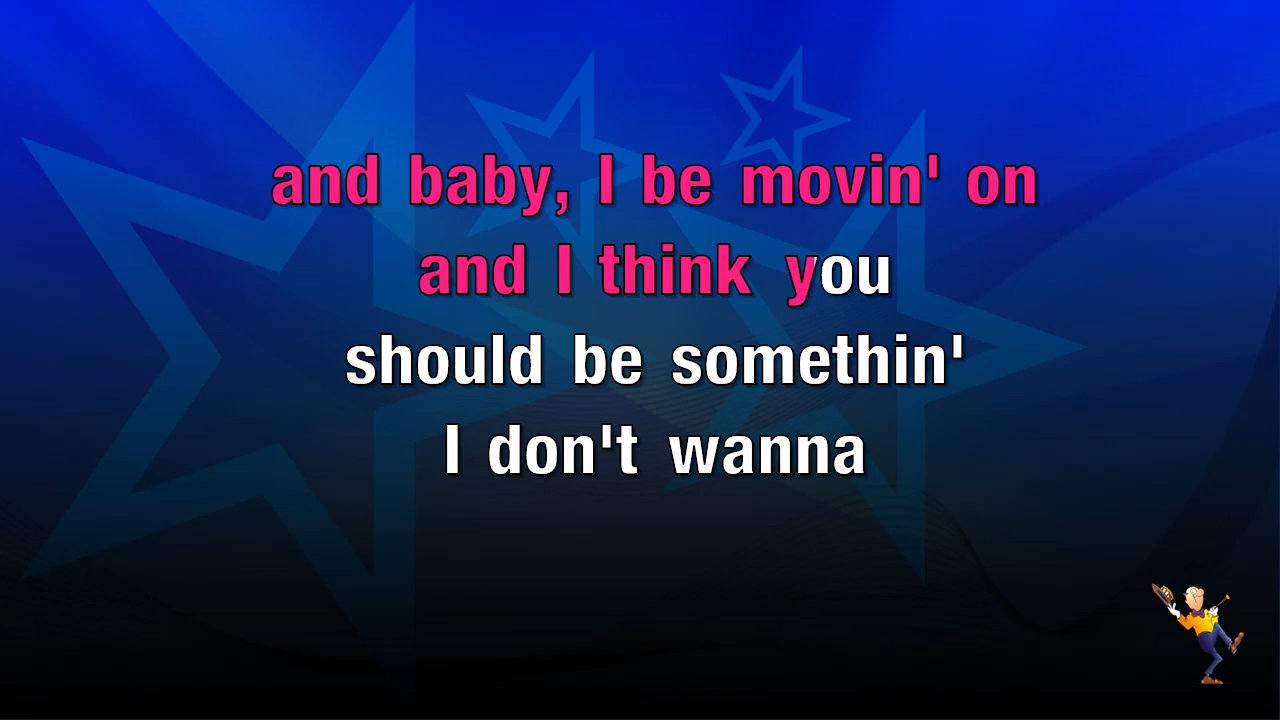 and baby, I be movin' on
and I think you
should be somethin'
I don't wanna